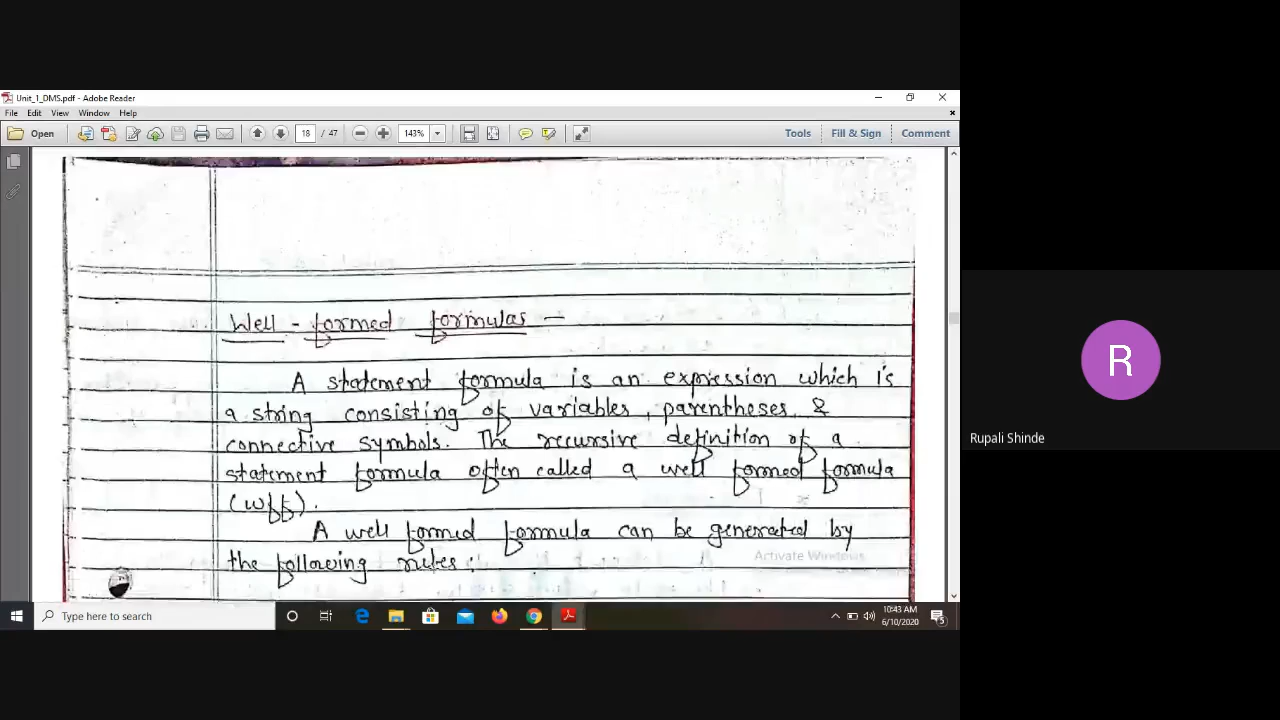 Unit_1_DMS.pdf - Adobe Reader
File Edit View Window Help
Open 18 / 47 143% Tools Fill & Sign Comment
Well - formed formulas -
A statement formula is an expression which is
a string consisting of variables, parentheses &
connective symbols. The recursive definition of a
statement formula often called a well formed formula
(wff).
A well formed formula can be generated by
the following rules:
Activate Windows
Type here to search
10:43 AM
6/10/2020
5
R
Rupali Shinde